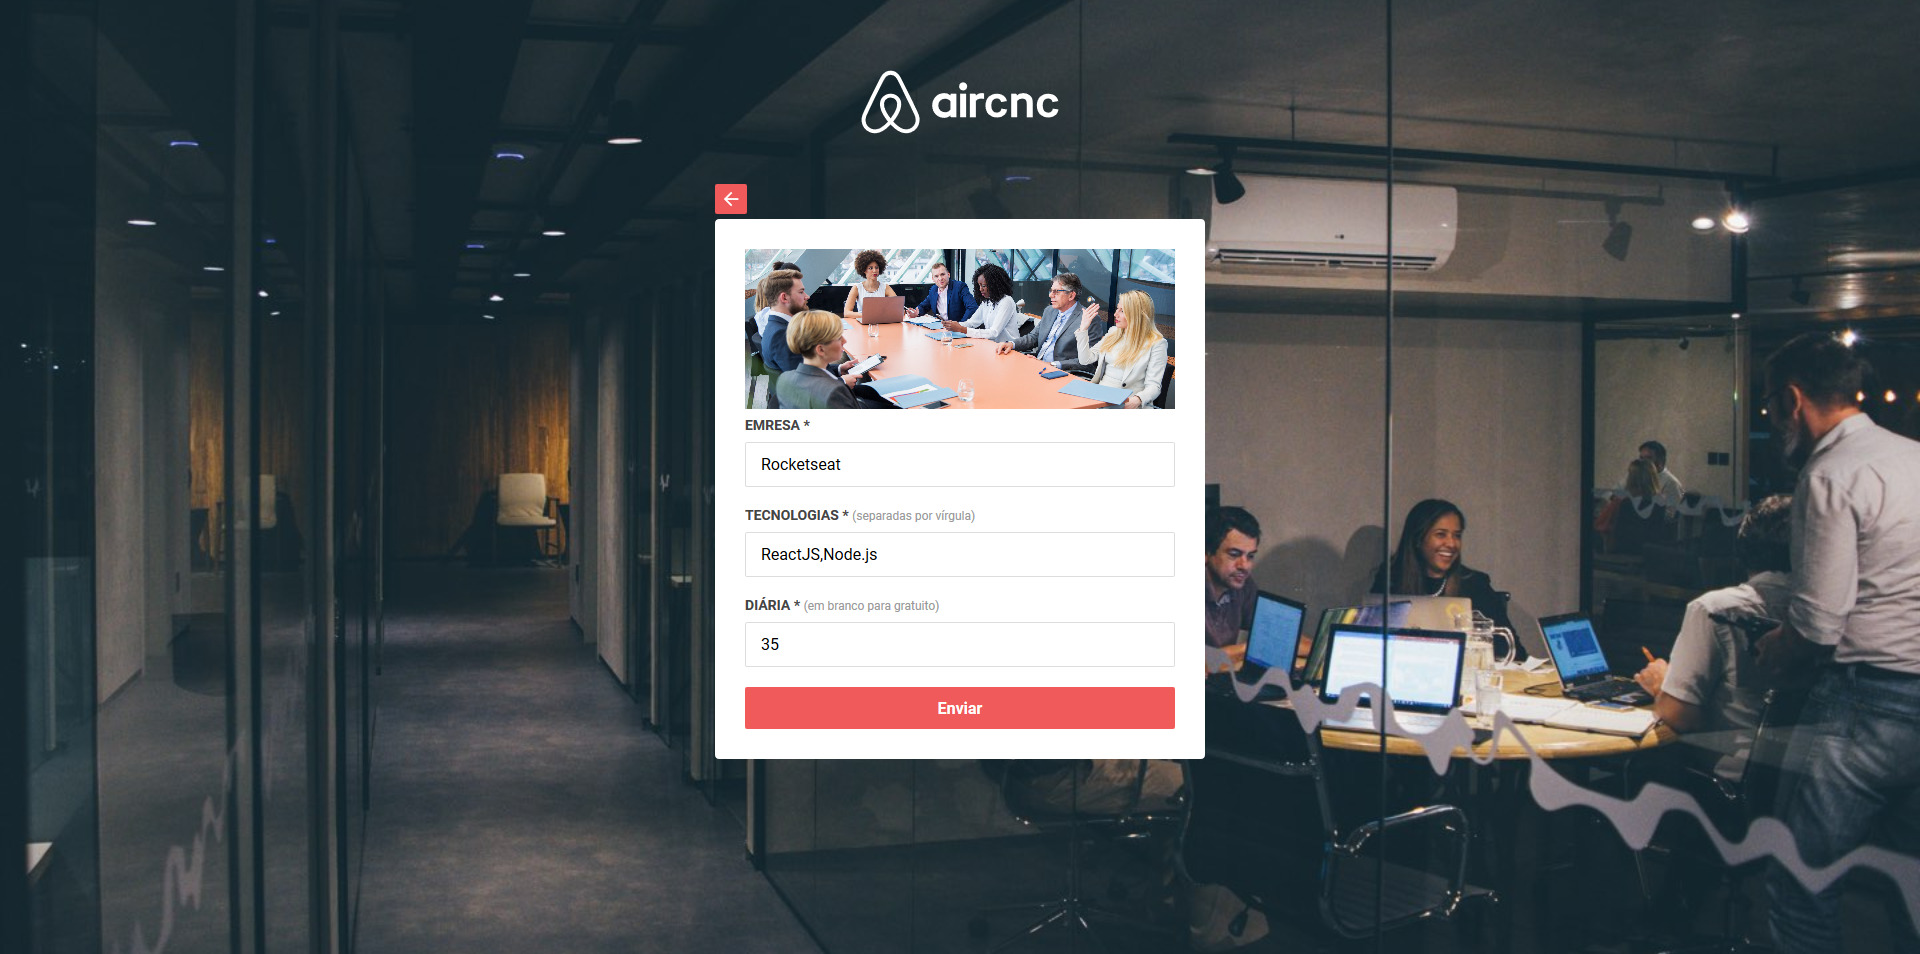 aircnc
EMRESA *
Rocketseat
TECNOLOGIAS * (separadas por vírgula)
ReactJS,Node.js
DIÁRIA * (em branco para gratuito)
35
Enviar